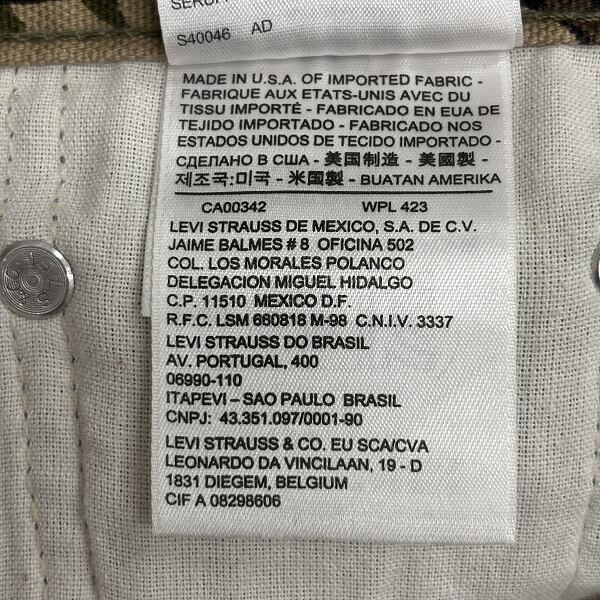 S40046 AD
MADE IN U.S.A. OF IMPORTED FABRIC -
FABRIQUE AUX ETATS-UNIS AVEC DU
TISSU IMPORTÉ - FABRICADO EN EUA DE
TEJIDO IMPORTADO - FABRICADO NOS
ESTADOS UNIDOS DE TECIDO IMPORTADO -
СДЕЛАНО В США - 美国制造 - 美國製 -
제조국:미국 - 米国製 - BUATAN AMERIKA
CA00342 WPL 423
LEVI STRAUSS DE MEXICO, S.A. DE C.V.
JAIME BALMES # 8 OFICINA 502
COL. LOS MORALES POLANCO
DELEGACION MIGUEL HIDALGO
C.P. 11510 MEXICO D.F.
R.F.C. LSM 660818 M-98 C.N.I.V. 3337
LEVI STRAUSS DO BRASIL
AV. PORTUGAL, 400
06990-110
ITAPEVI – SAO PAULO BRASIL
CNPJ: 43.351.097/0001-90
LEVI STRAUSS & CO. EU SCA/CVA
LEONARDO DA VINCILAAN, 19 - D
1831 DIEGEM, BELGIUM
CIF A 08298606